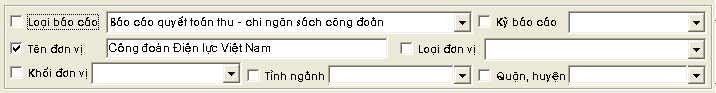 Loại báo cáo Báo cáo quyết toán thu - chi ngân sách công đoàn Kỳ báo cáo
Tên đơn vị Công đoàn Điện lực Việt Nam Loại đơn vị
Khối đơn vị Tỉnh ngành Quận, huyện